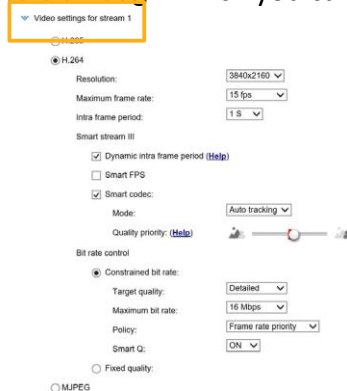 Video settings for stream 1
H.265
H.264
Resolution: 3840x2160
Maximum frame rate: 15 fps
Intra frame period: 1 S
Smart stream III
Dynamic intra frame period (Help)
Smart FPS
Smart codec:
Mode: Auto tracking
Quality priority: (Help)
Bit rate control
Constrained bit rate:
Target quality: Detailed
Maximum bit rate: 16 Mbps
Policy: Frame rate priority
Smart Q: ON
Fixed quality:
MJPEG